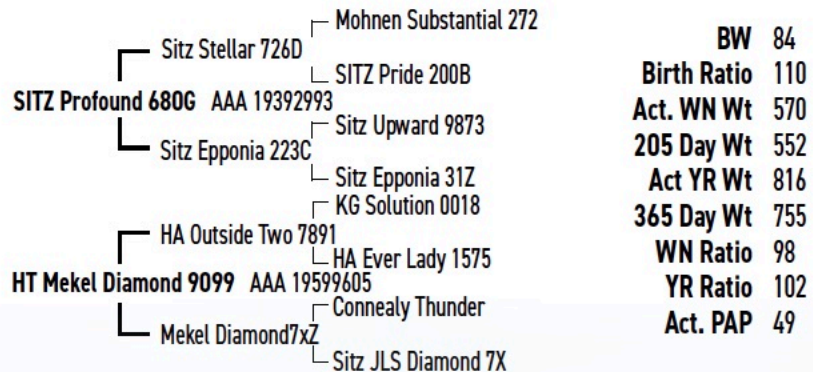 Mohnen Substantial 272
Sitz Stellar 726D
SITZ Pride 200B
SITZ Profound 680G AAA 19392993
Sitz Upward 9873
Sitz Epponia 223C
Sitz Epponia 31Z
KG Solution 0018
HA Outside Two 7891
HA Ever Lady 1575
HT Mekel Diamond 9099 AAA 19599605
Connealy Thunder
Mekel Diamond7xZ
Sitz JLS Diamond 7X
BW 84
Birth Ratio 110
Act. WN Wt 570
205 Day Wt 552
Act YR Wt 816
365 Day Wt 755
WN Ratio 98
YR Ratio 102
Act. PAP 49